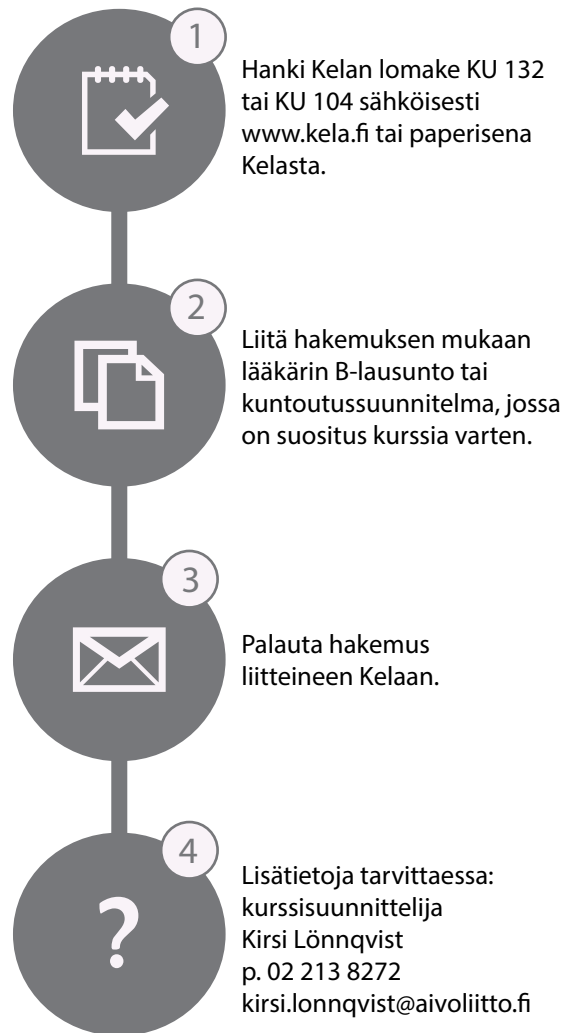 1
Hanki Kelan lomake KU 132
tai KU 104 sähköisesti
www.kela.fi tai paperisena
Kelasta.
2
Liitä hakemuksen mukaan
lääkärin B-lausunto tai
kuntoutussuunnitelma, jossa
on suositus kurssia varten.
3
Palauta hakemus
liitteineen Kelaan.
4
?
Lisätietoja tarvittaessa:
kurssisuunnittelija
Kirsi Lönnqvist
p. 02 213 8272
kirsi.lonnqvist@aivoliitto.fi